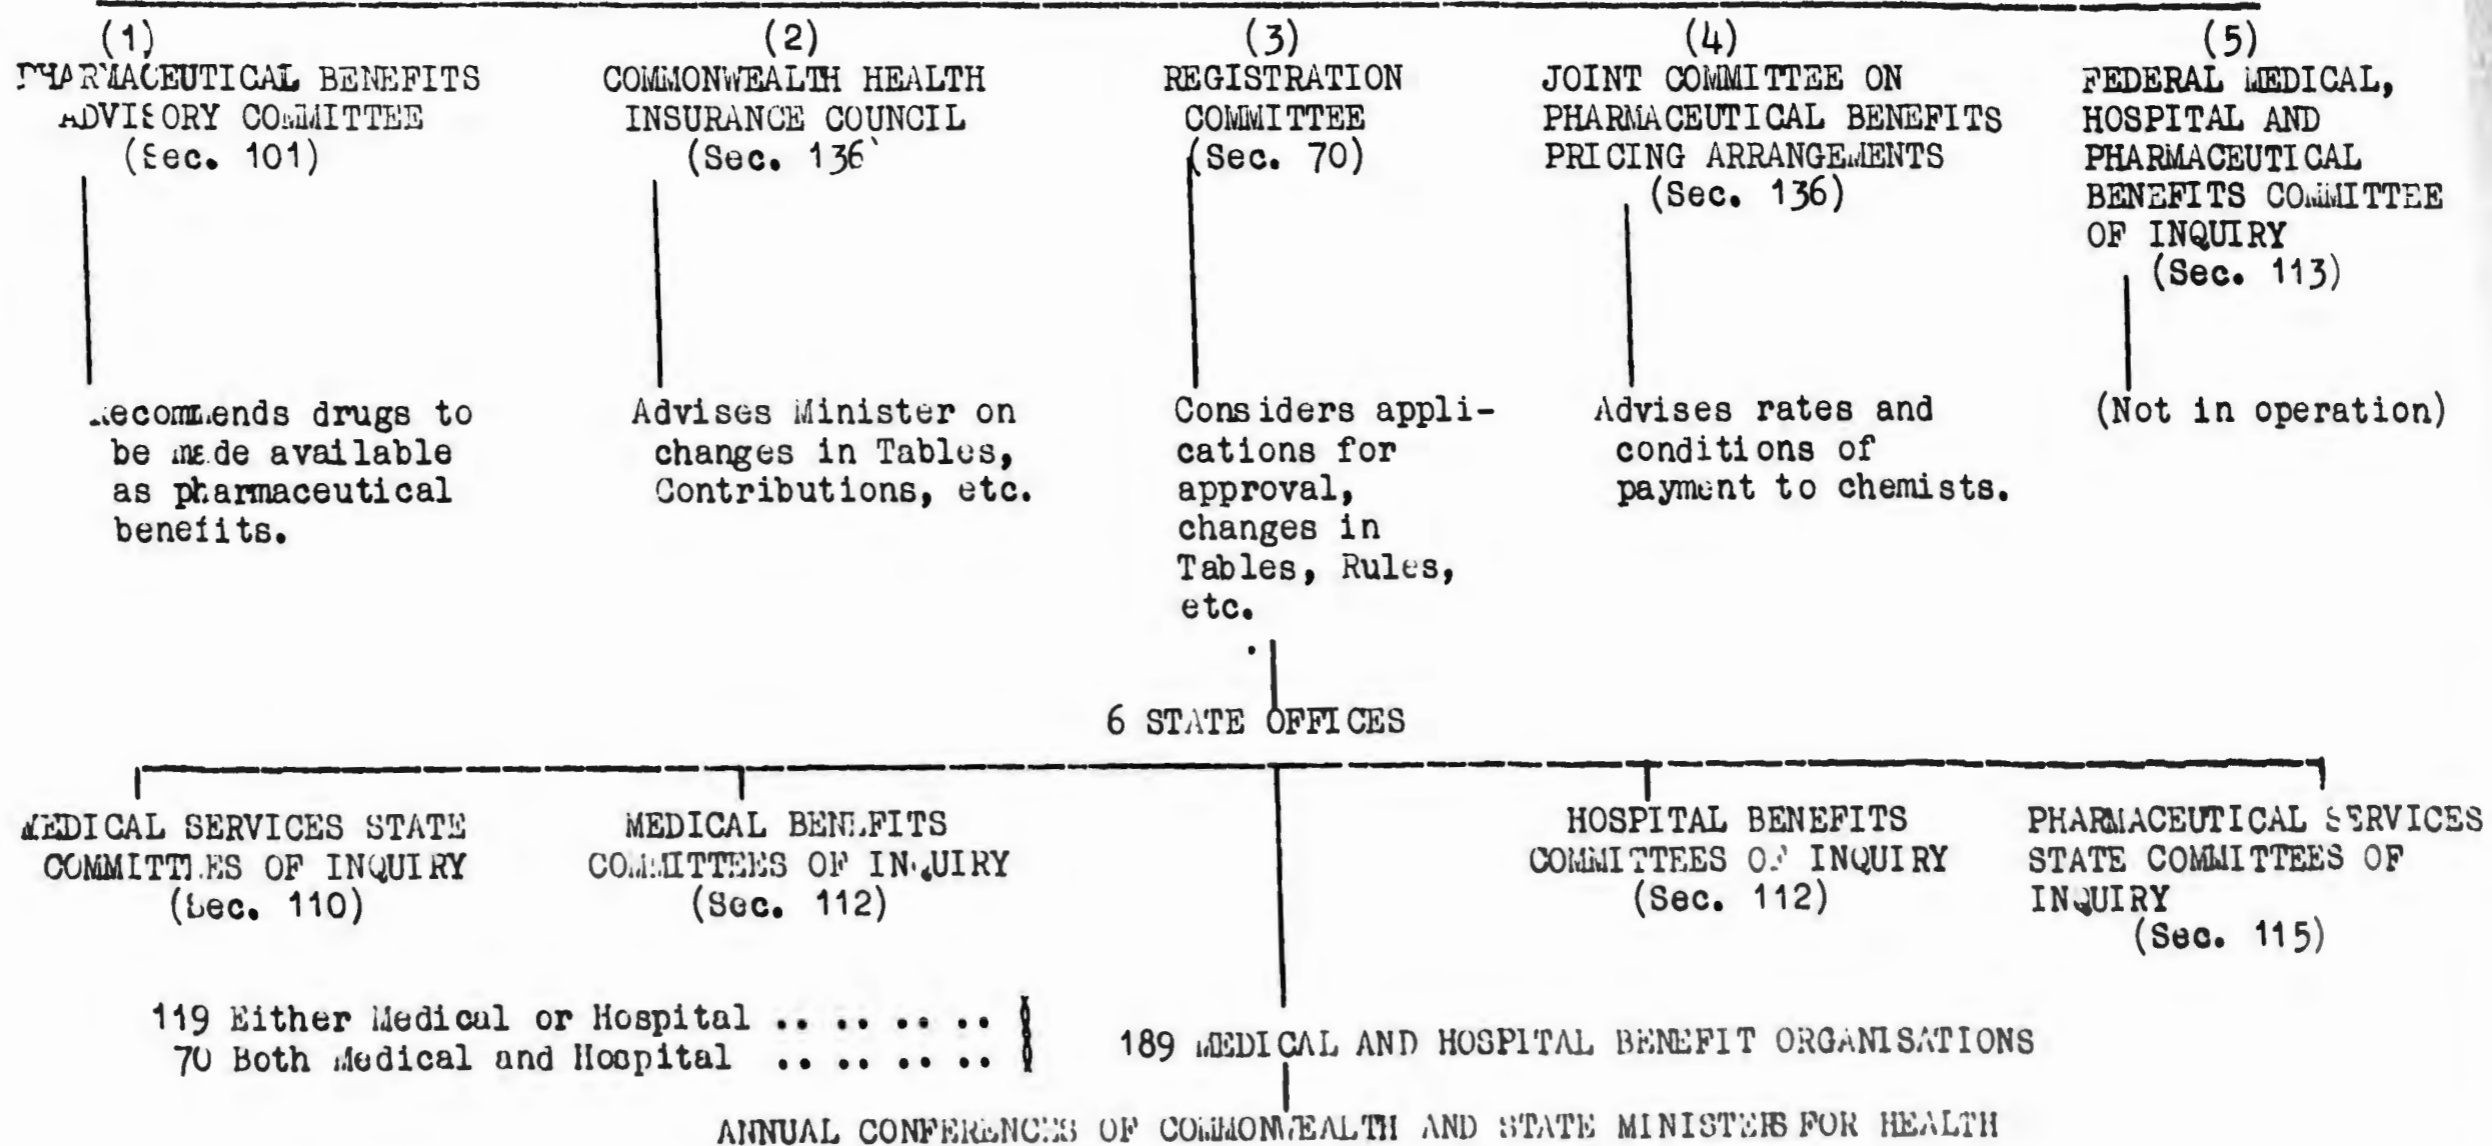 (1)
PHARMACEUTICAL BENEFITS
ADVISORY COMMITTEE
(Sec. 101)
Recommends drugs to
be made available
as pharmaceutical
benefits.
(2)
COMMONWEALTH HEALTH
INSURANCE COUNCIL
(Sec. 136)
Advises Minister on
changes in Tables,
Contributions, etc.
(3)
REGISTRATION
COMMITTEE
(Sec. 70)
Considers appli-
cations for
approval,
changes in
Tables, Rules,
etc.
(4)
JOINT COMMITTEE ON
PHARMACEUTICAL BENEFITS
PRICING ARRANGEMENTS
(Sec. 136)
Advises rates and
conditions of
payment to chemists.
(5)
FEDERAL MEDICAL,
HOSPITAL AND
PHARMACEUTICAL
BENEFITS COMMITTEE
OF INQUIRY
(Sec. 113)
(Not in operation)
6 STATE OFFICES
MEDICAL SERVICES STATE
COMMITTEES OF INQUIRY
(Sec. 110)
MEDICAL BENEFITS
COMMITTEES OF INQUIRY
(Sec. 112)
HOSPITAL BENEFITS
COMMITTEES OF INQUIRY
(Sec. 112)
PHARMACEUTICAL SERVICES
STATE COMMITTEES OF
INQUIRY
(Sec. 115)
119 Either Medical or Hospital .. .. .. ..
70 Both Medical and Hospital .. .. .. ..
189 MEDICAL AND HOSPITAL BENEFIT ORGANISATIONS
ANNUAL CONFERENCES OF COMMONWEALTH AND STATE MINISTERS FOR HEALTH